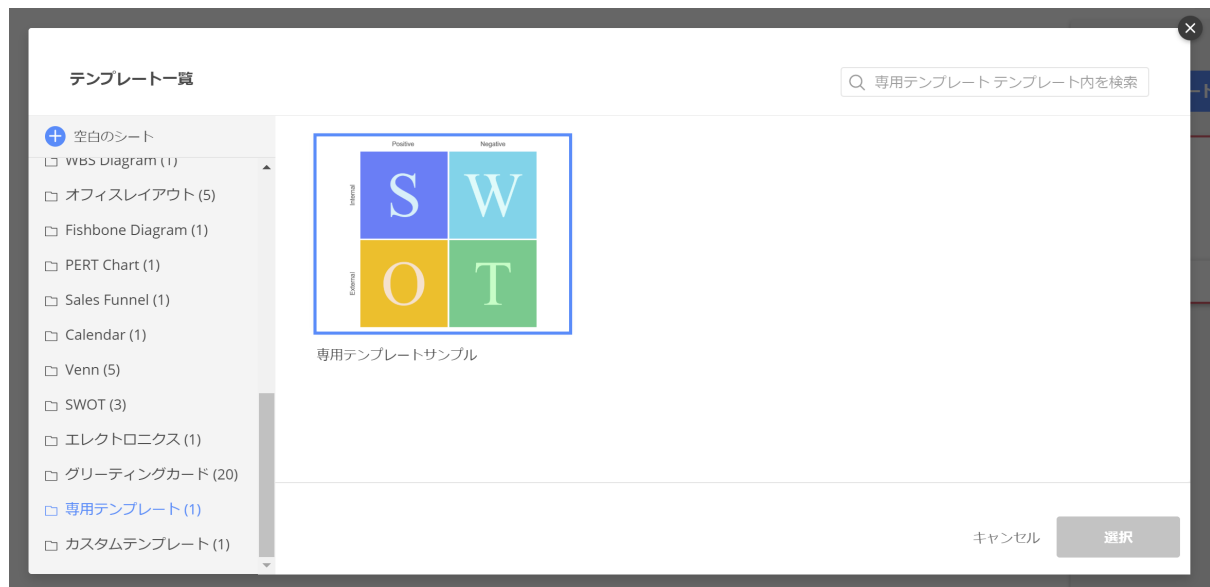 テンプレート一覧
専用テンプレート テンプレート内を検索
空白のシート
WBS Diagram (1)
オフィスレイアウト (5)
Fishbone Diagram (1)
PERT Chart (1)
Sales Funnel (1)
Calendar (1)
Venn (5)
SWOT (3)
エレクトロニクス (1)
グリーティングカード (20)
専用テンプレート (1)
カスタムテンプレート (1)
Positive Negative
Internal
S W
External
O T
専用テンプレートサンプル
キャンセル 選択